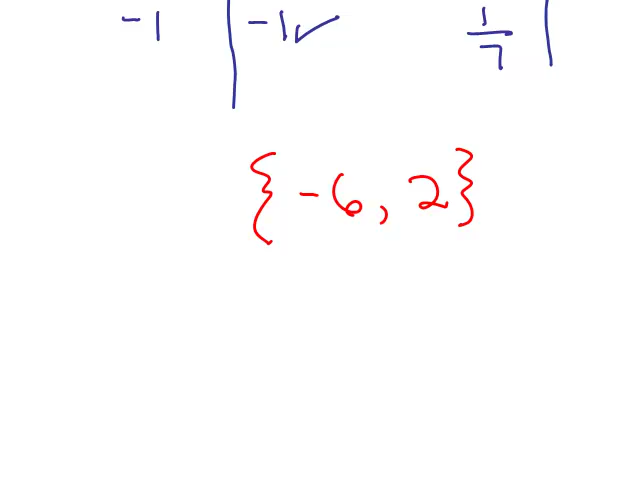 -1 | -1✓ 1/7 |
{-6, 2}